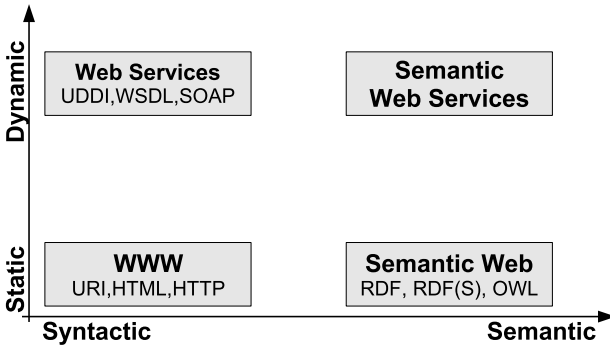 Dynamic
Web Services
UDDI,WSDL,SOAP
Semantic
Web Services
Static
WWW
URI,HTML,HTTP
Semantic Web
RDF, RDF(S), OWL
Syntactic
Semantic